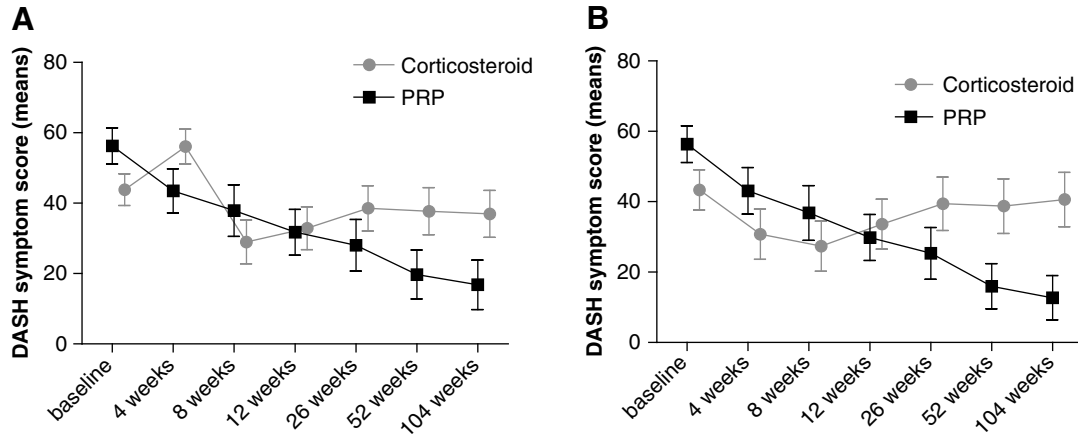 A
DASH symptom score (means)
80
60
40
20
0
Corticosteroid
PRP
baseline
4 weeks
8 weeks
12 weeks
26 weeks
52 weeks
104 weeks
B
DASH symptom score (means)
80
60
40
20
0
Corticosteroid
PRP
baseline
4 weeks
8 weeks
12 weeks
26 weeks
52 weeks
104 weeks